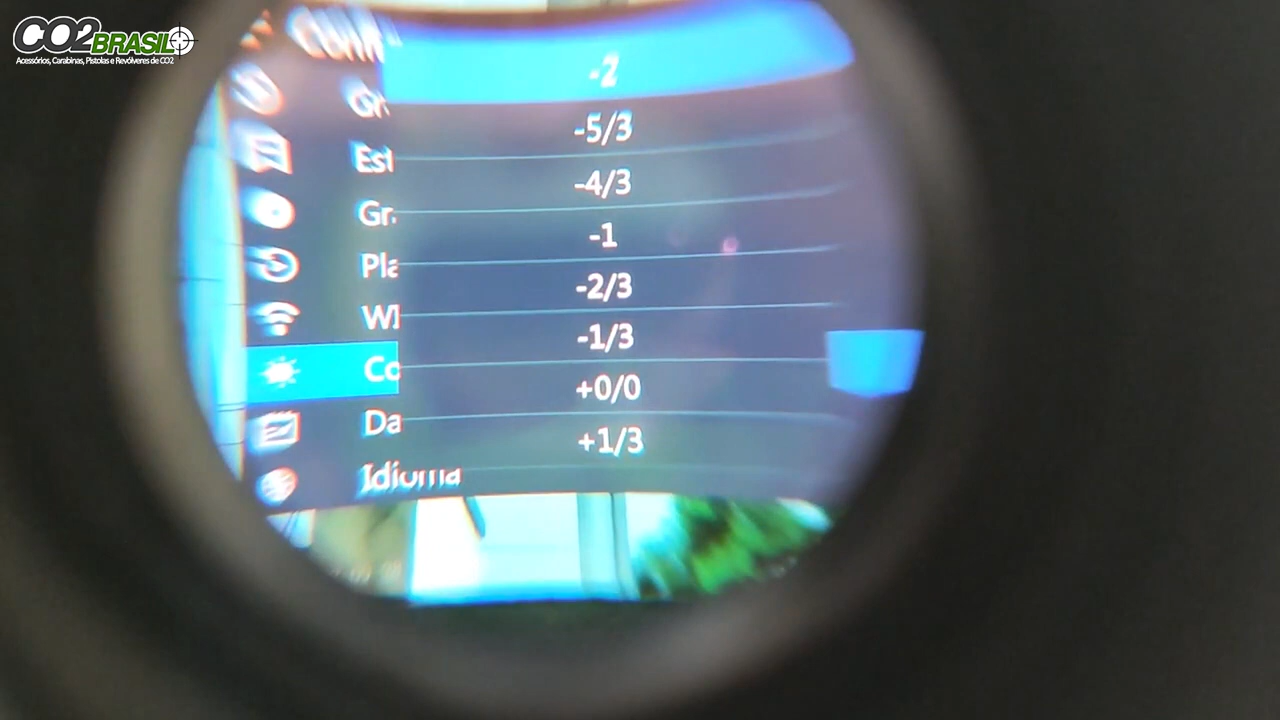 CO2BRASIL
Acessórios, Carabinas, Pistolas e Revólveres de CO2
-2
Gr
-5/3
Est
-4/3
Gr
-1
Pla
-2/3
WI
-1/3
Co
+0/0
Da
+1/3
Idioma